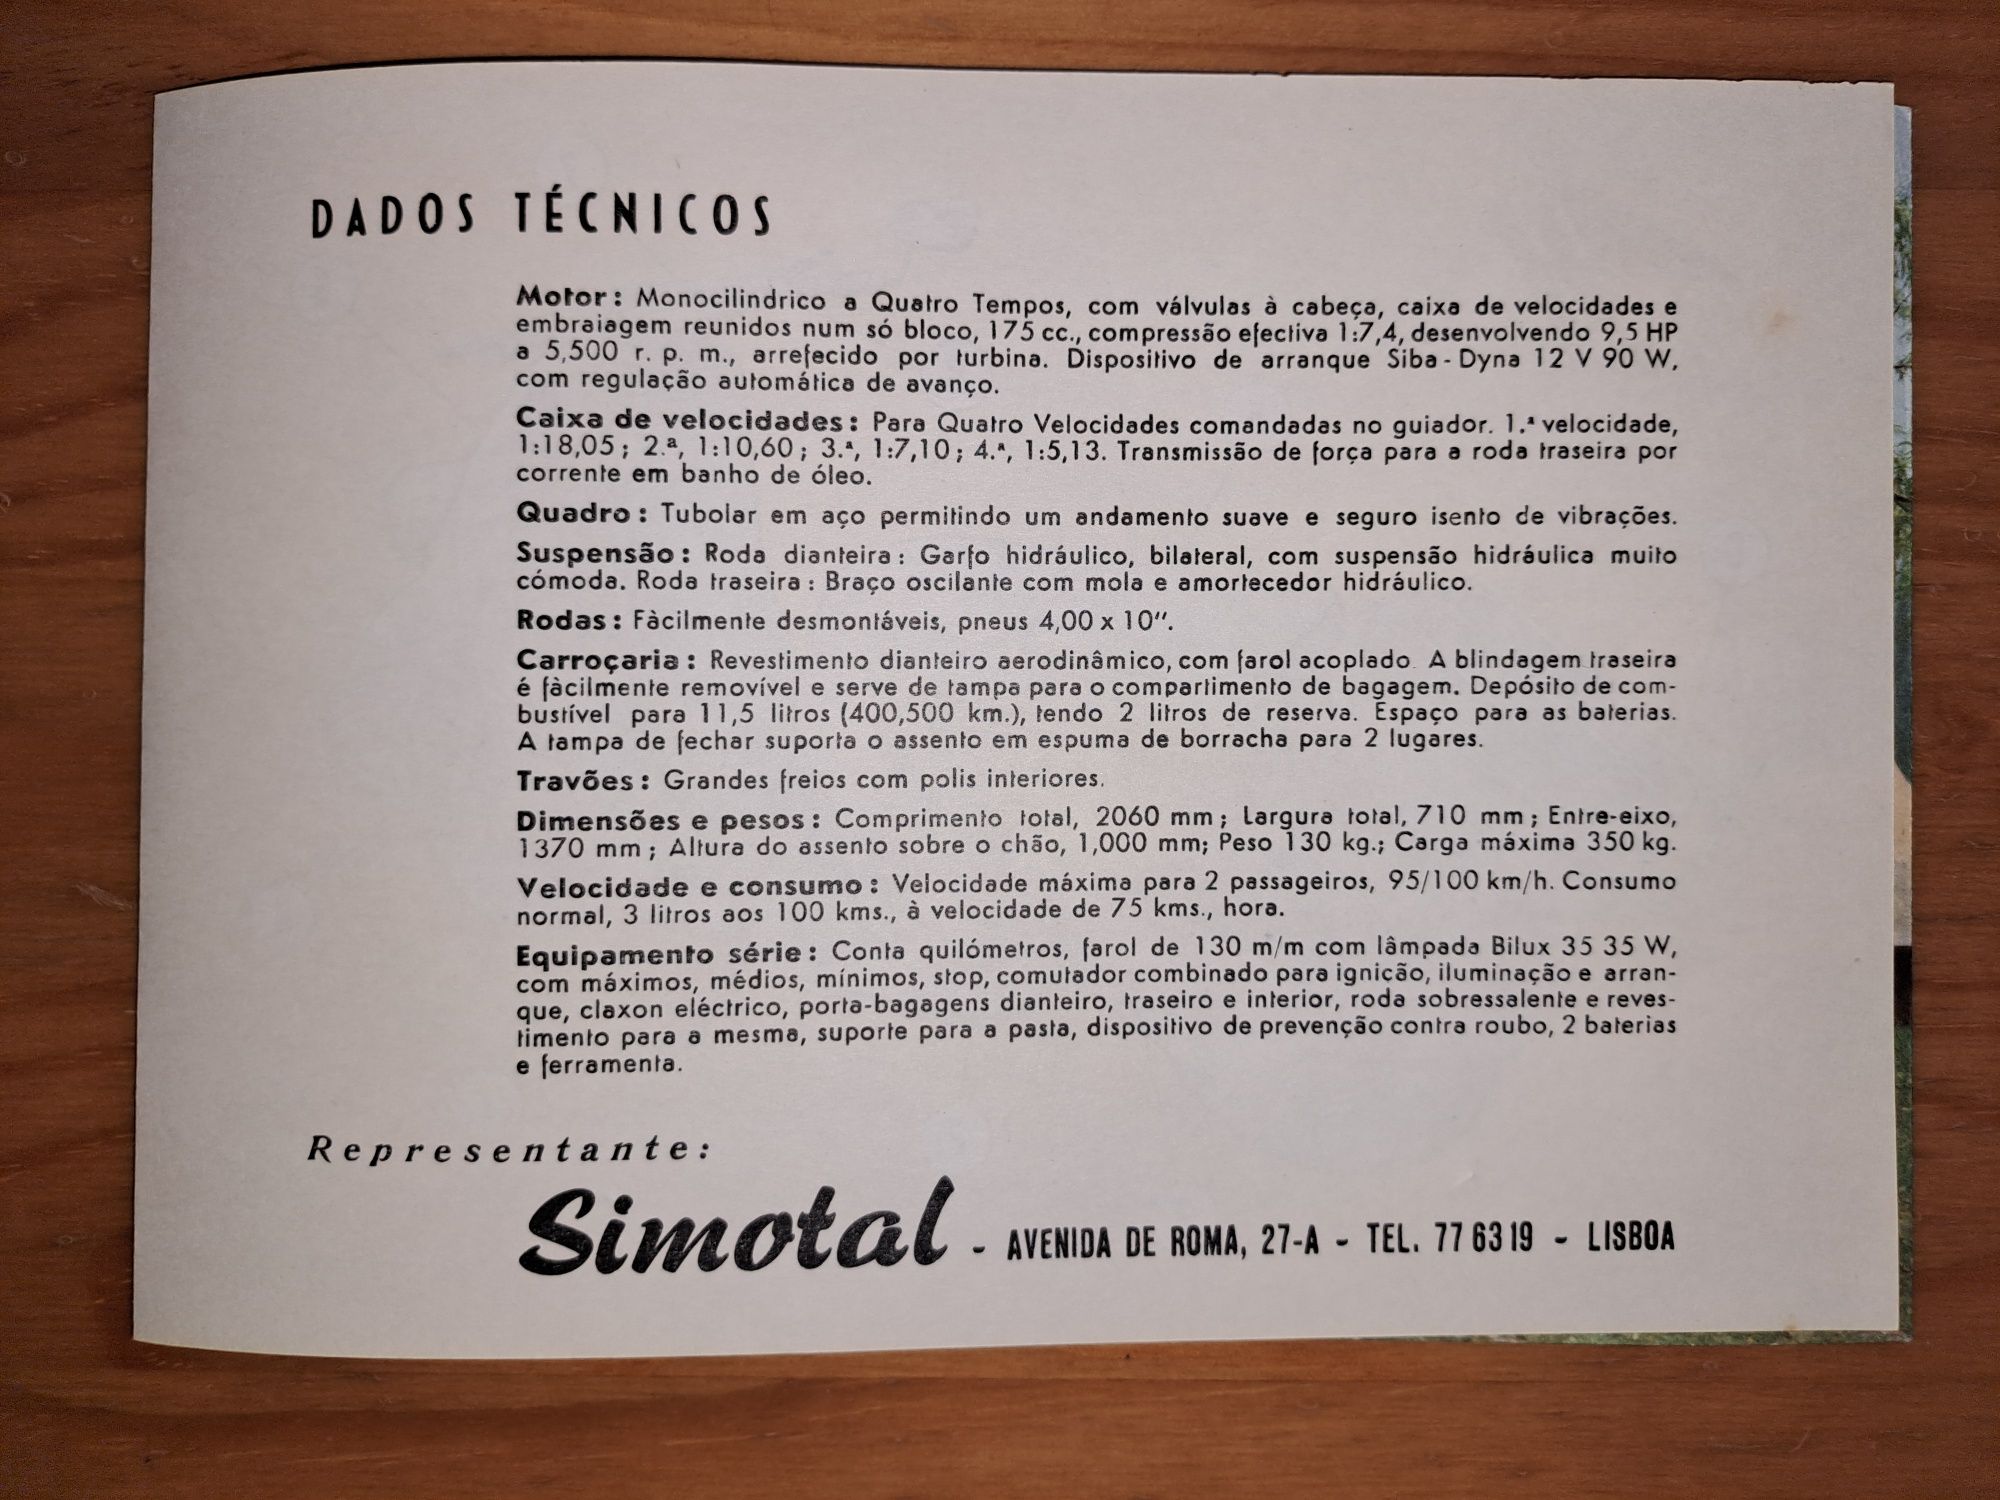 DADOS TÉCNICOS
Motor: Monocilindrico a Quatro Tempos, com válvulas à cabeça, caixa de velocidades e
embraiagem reunidos num só bloco, 175 cc., compressão efectiva 1:7,4, desenvolvendo 9,5 HP
a 5,500 r. p. m., arrefecido por turbina. Dispositivo de arranque Siba-Dyna 12 V 90 W,
com regulação automática de avanço.
Caixa de velocidades: Para Quatro Velocidades comandadas no guiador. 1.ª velocidade,
1:18,05; 2.ª, 1:10,60; 3.ª, 1:7,10; 4.ª, 1:5,13. Transmissão de força para a roda traseira por
corrente em banho de óleo.
Quadro: Tubolar em aço permitindo um andamento suave e seguro isento de vibrações.
Suspensão: Roda dianteira: Garfo hidráulico, bilateral, com suspensão hidráulica muito
cómoda. Roda traseira: Braço oscilante com mola e amortecedor hidráulico.
Rodas: Fàcilmente desmontáveis, pneus 4,00 x 10".
Carroçaria: Revestimento dianteiro aerodinâmico, com farol acoplado. A blindagem traseira
é fàcilmente removível e serve de tampa para o compartimento de bagagem. Depósito de com-
bustível para 11,5 litros (400,500 km.), tendo 2 litros de reserva. Espaço para as baterias.
A tampa de fechar suporta o assento em espuma de borracha para 2 lugares.
Travões: Grandes freios com polis interiores.
Dimensões e pesos: Comprimento total, 2060 mm; Largura total, 710 mm; Entre-eixo,
1370 mm; Altura do assento sobre o chão, 1,000 mm; Peso 130 kg.; Carga máxima 350 kg.
Velocidade e consumo: Velocidade máxima para 2 passageiros, 95/100 km/h. Consumo
normal, 3 litros aos 100 kms., à velocidade de 75 kms., hora.
Equipamento série: Conta quilómetros, farol de 130 m/m com lâmpada Bilux 35 35 W,
com máximos, médios, mínimos, stop, comutador combinado para ignição, iluminação e arran-
que, claxon eléctrico, porta-bagagens dianteiro, traseiro e interior, roda sobressalente e reves-
timento para a mesma, suporte para a pasta, dispositivo de prevenção contra roubo, 2 baterias
e ferramenta.
Representante:
Simotal - AVENIDA DE ROMA, 27-A - TEL. 77 63 19 - LISBOA